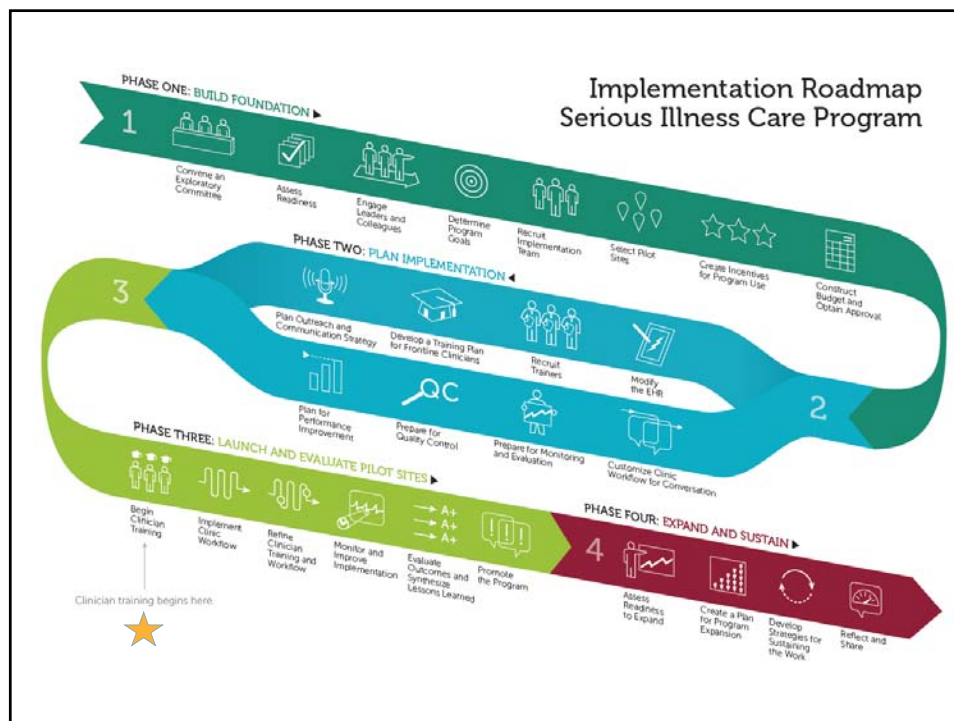 Implementation Roadmap
Serious Illness Care Program
PHASE ONE: BUILD FOUNDATION
1
Convene an
Exploratory
Committee
Assess
Readiness
Engage
Leaders and
Colleagues
Determine
Program
Goals
Recruit
Implementation
Team
Select Pilot
Sites
Create Incentives
for Program Use
Construct
Budget and
Obtain Approval
PHASE TWO: PLAN IMPLEMENTATION
2
Plan Outreach and
Communication Strategy
Develop a Training Plan
for Frontline Clinicians
Recruit
Trainers
Modify
the EHR
QC
Plan for
Performance
Improvement
Prepare for
Quality Control
Prepare for Monitoring
and Evaluation
Customize Clinic
Workflow for Conversation
PHASE THREE: LAUNCH AND EVALUATE PILOT SITES
3
Begin
Clinician
Training
Implement
Clinic
Workflow
Refine
Clinician
Training and
Workflow
Monitor and
Improve
Implementation
A+
A+
A+
Evaluate
Outcomes and
Synthesize
Lessons Learned
!
!
!
Promote
the Program
Clinician training begins here.
PHASE FOUR: EXPAND AND SUSTAIN
4
Assess
Readiness
to Expand
Create a Plan
for Program
Expansion
Develop
Strategies for
Sustaining
the Work
Reflect and
Share